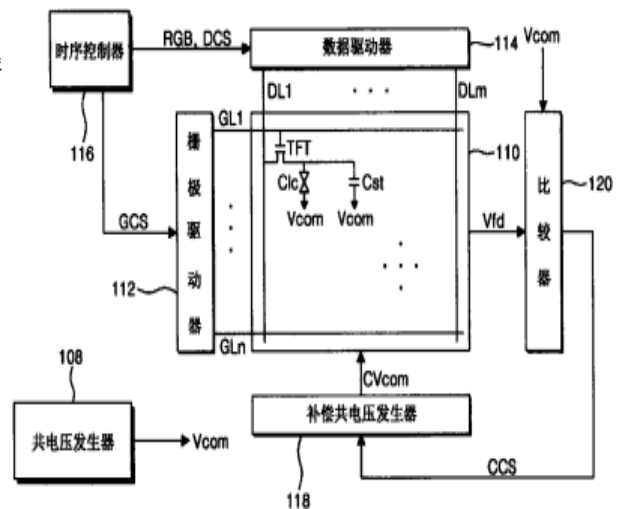 时序控制器
RGB, DCS
数据驱动器
114
Vcom
116
DL1
DLm
GL1
栅极驱动器
TFT
110
Clc
Cst
Vcom
Vcom
GCS
Vfd
比较器
120
112
GLn
108
CVcom
共电压发生器
Vcom
补偿共电压发生器
CCS
118